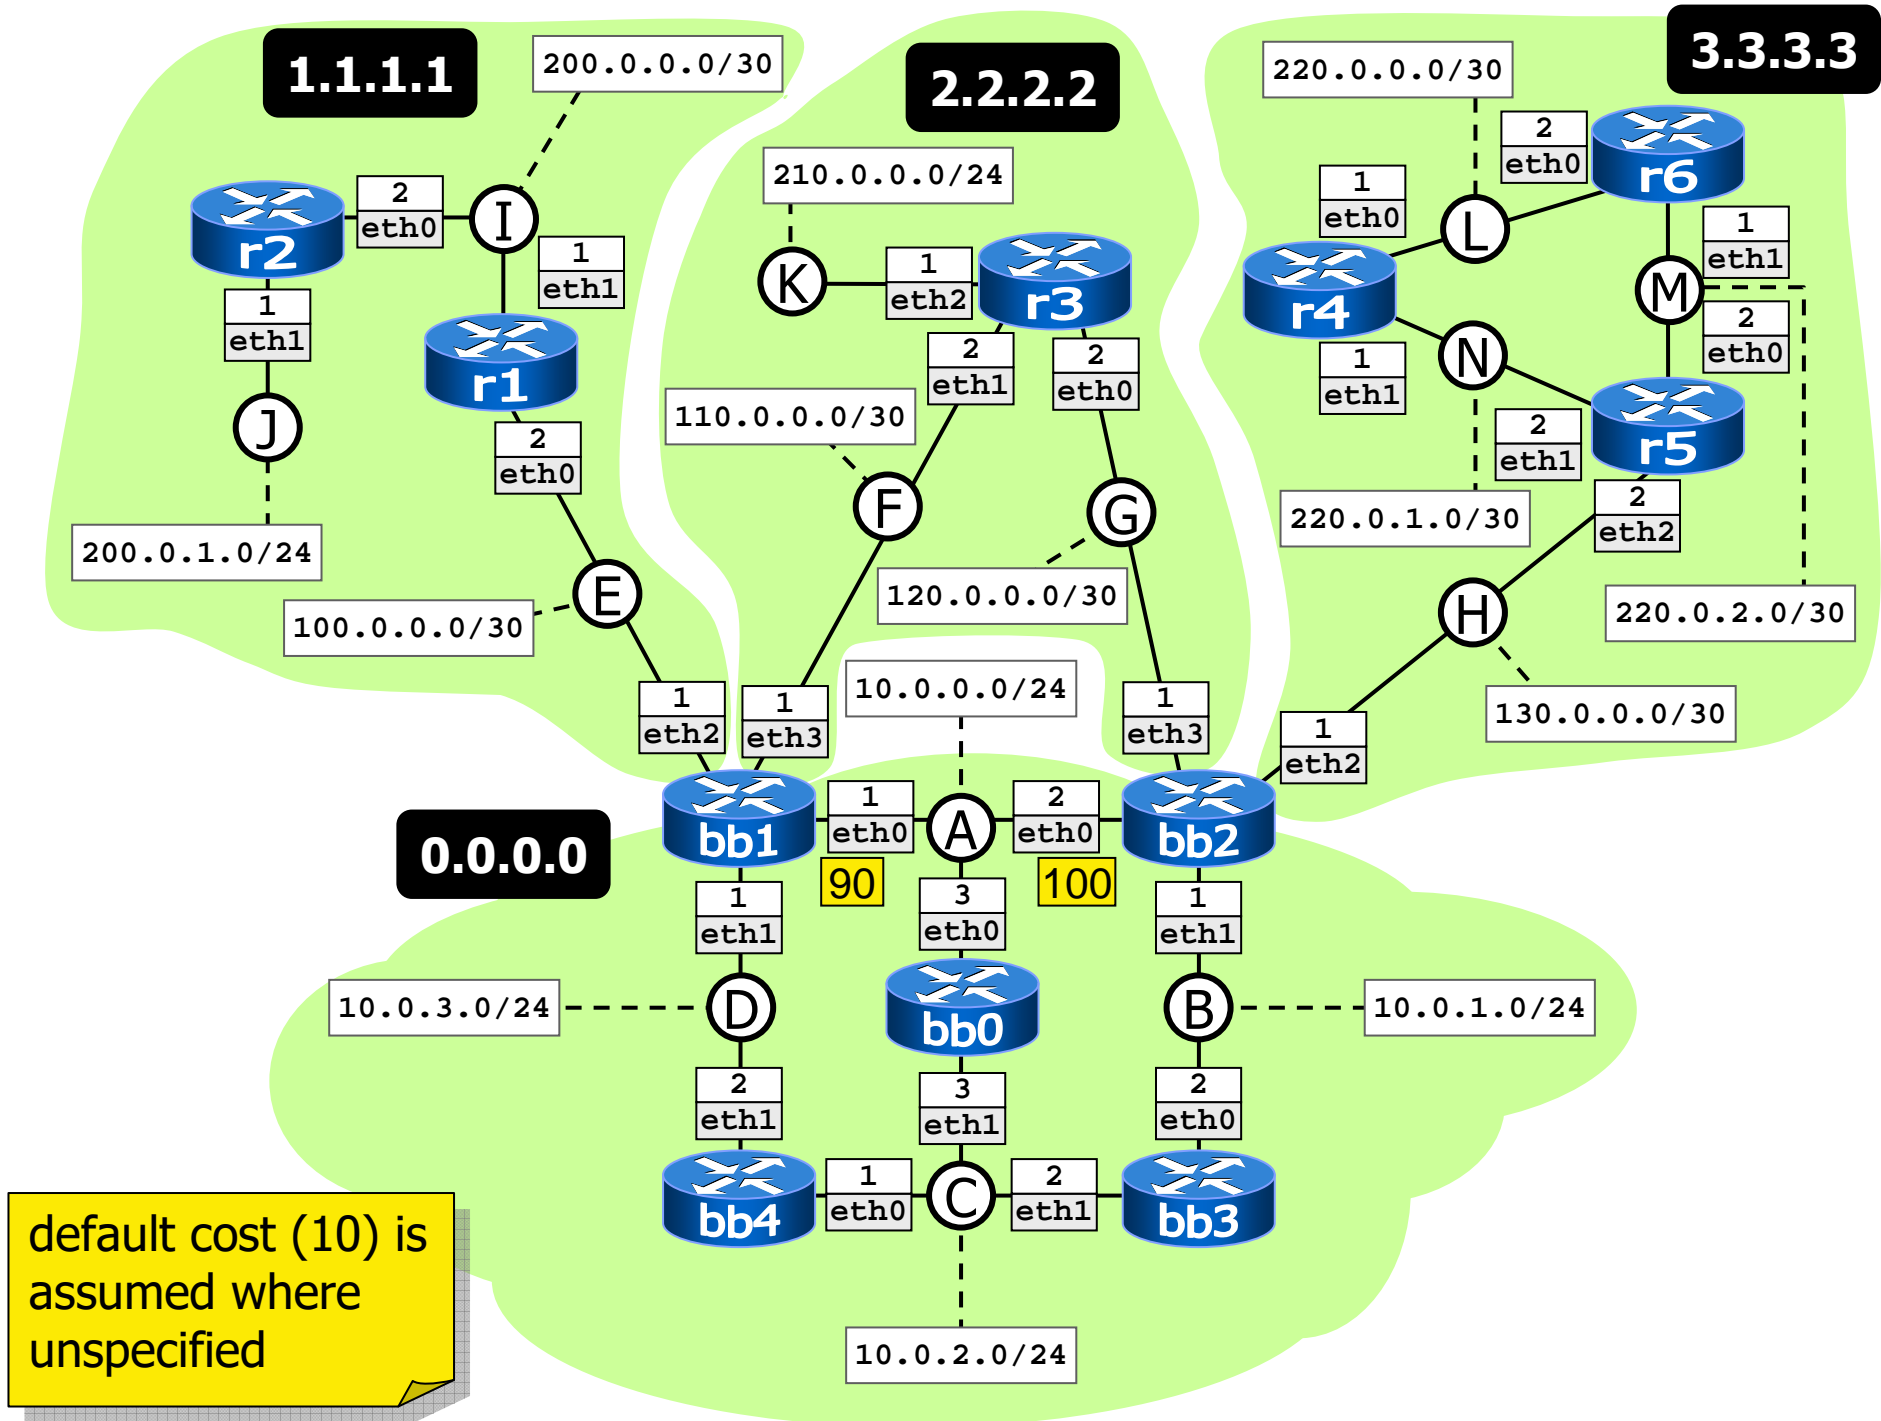 1.1.1.1
200.0.0.0/30
2.2.2.2
220.0.0.0/30
3.3.3.3
2
eth0
r6
210.0.0.0/24
1
eth0
L
2
eth0
I
r2
1
eth1
1
eth1
K
1
eth2
r3
r4
M
1
eth1
2
eth0
r1
2
eth1
2
eth0
1
eth1
N
J
2
eth0
110.0.0.0/30
2
eth1
r5
F
G
220.0.1.0/30
2
eth2
200.0.1.0/24
100.0.0.0/30
E
120.0.0.0/30
H
220.0.2.0/30
10.0.0.0/24
130.0.0.0/30
1
eth2
1
eth3
1
eth3
1
eth2
0.0.0.0
bb1
1
eth0
A
2
eth0
bb2
90
100
1
eth1
3
eth0
1
eth1
10.0.3.0/24
D
bb0
B
10.0.1.0/24
2
eth1
3
eth1
2
eth0
bb4
1
eth0
C
2
eth1
bb3
default cost (10) is
assumed where
unspecified
10.0.2.0/24